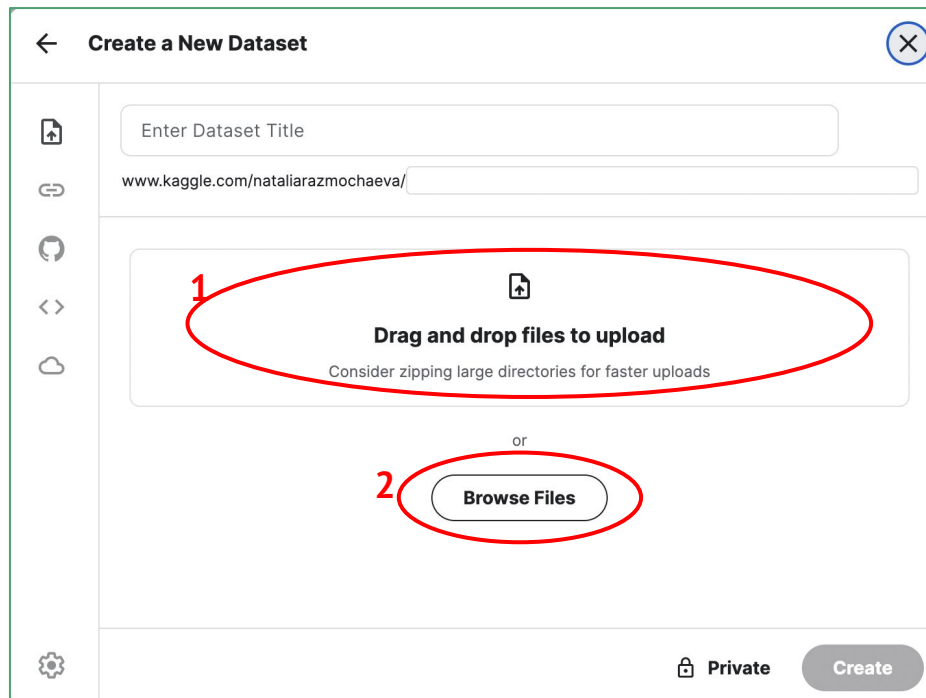 Create a New Dataset
Enter Dataset Title
www.kaggle.com/nataliarazmochaeva/
1
Drag and drop files to upload
Consider zipping large directories for faster uploads
or
2
Browse Files
Private
Create